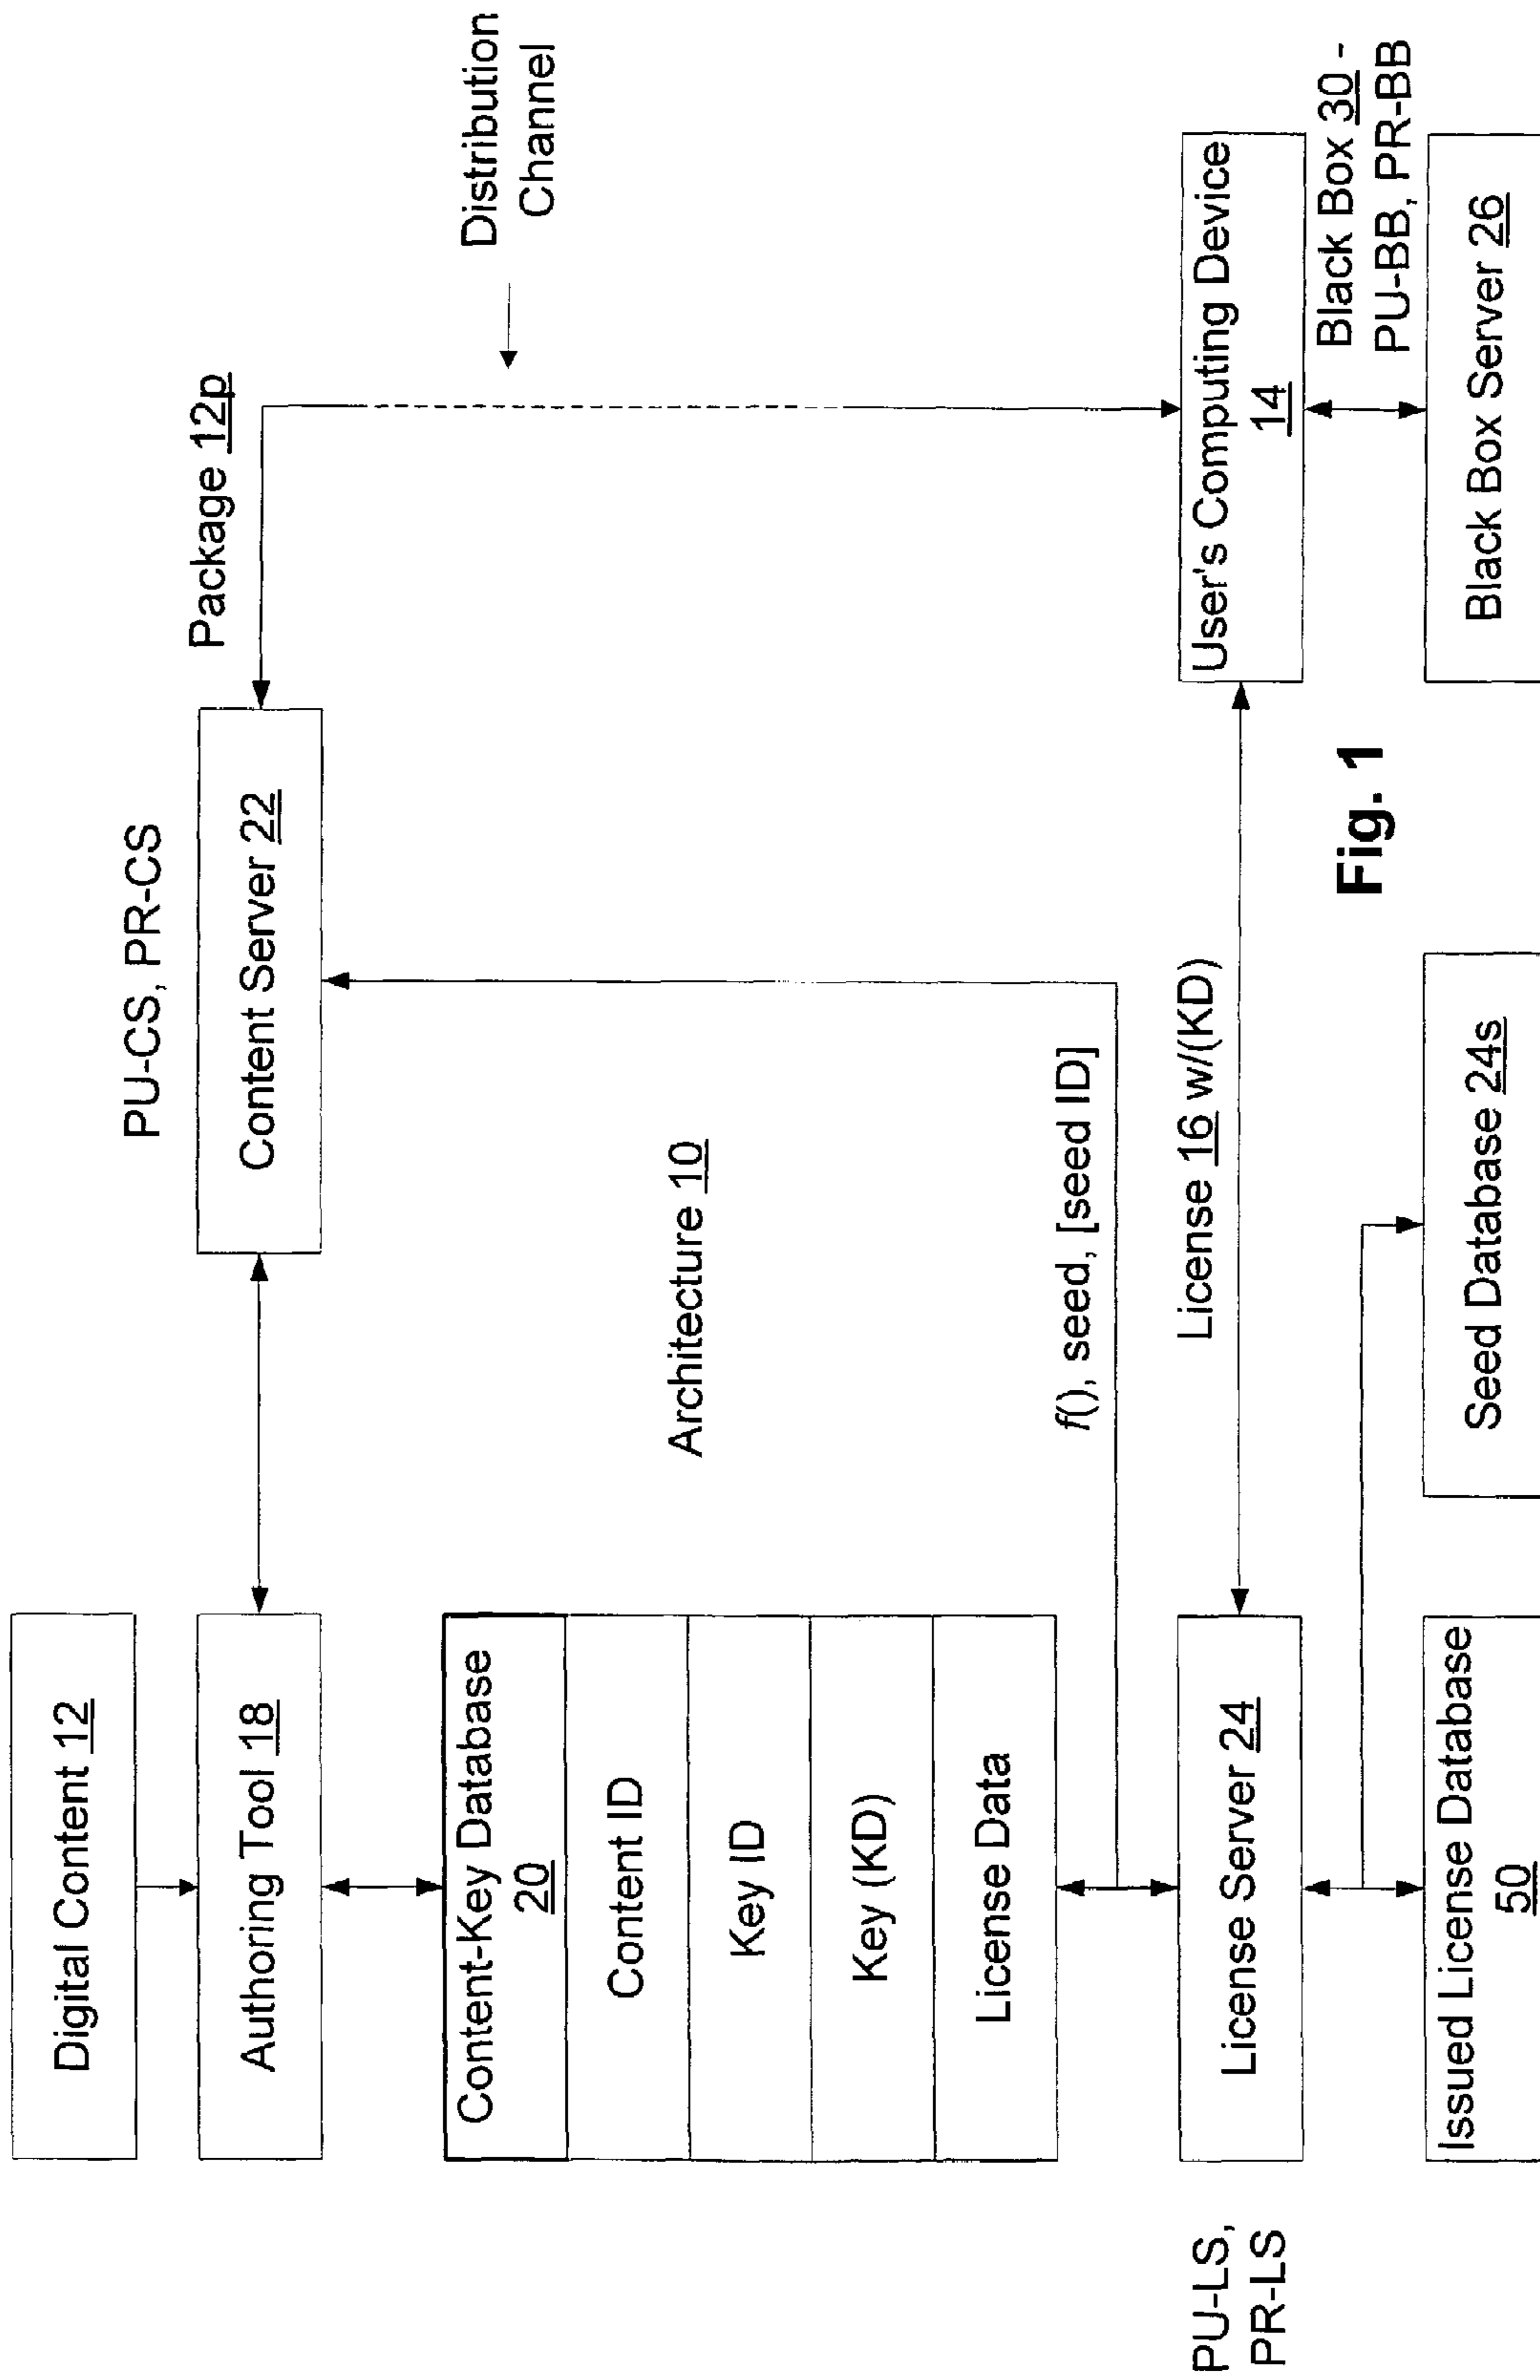 Digital Content 12
Authoring Tool 18
Content-Key Database
20
Content ID
Key ID
Key (KD)
License Data
PU-LS,
PR-LS
License Server 24
Issued License Database
50
PU-CS, PR-CS
Content Server 22
Architecture 10
f(), seed, [seed ID]
License 16 w/(KD)
Seed Database 24s
Package 12p
Distribution
Channel
User's Computing Device
14
Black Box 30 -
PU-BB, PR-BB
Black Box Server 26
Fig. 1